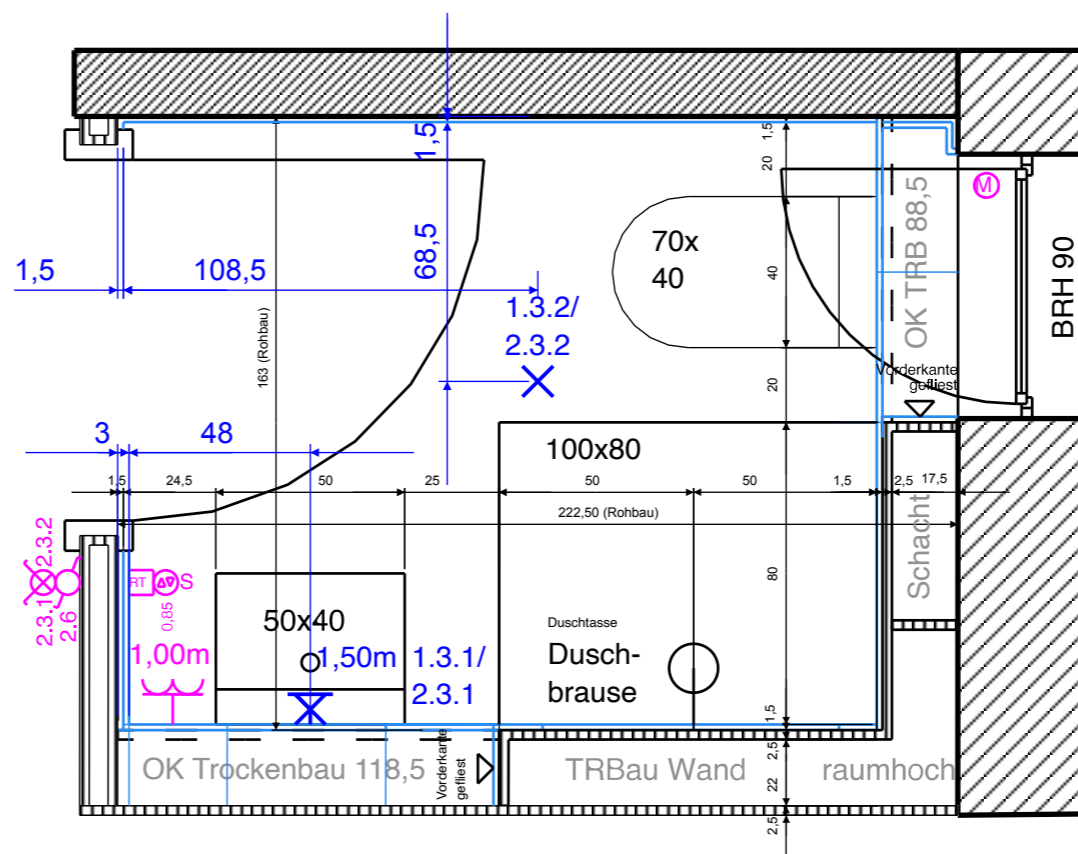 1,5
1,5
20
M
OK TRB 88,5
BRH 90
70x
40
40
68,5
1,5
108,5
163 (Rohbau)
1.3.2/
2.3.2
20
Vorderkante
gefliest
3
48
100x80
1,5
24,5
50
25
50
50
1,5
2,5
17,5
222,50 (Rohbau)
Schacht
80
2.3.1
2.3.2
2.6
RT
S
0,85
1,00m
50x40
1,50m
1.3.1/
2.3.1
Duschtasse
Dusch-
brause
1,5
OK Trockenbau 118,5
Vorderkante
gefliest
TRBau Wand
raumhoch
2,5
22
2,5